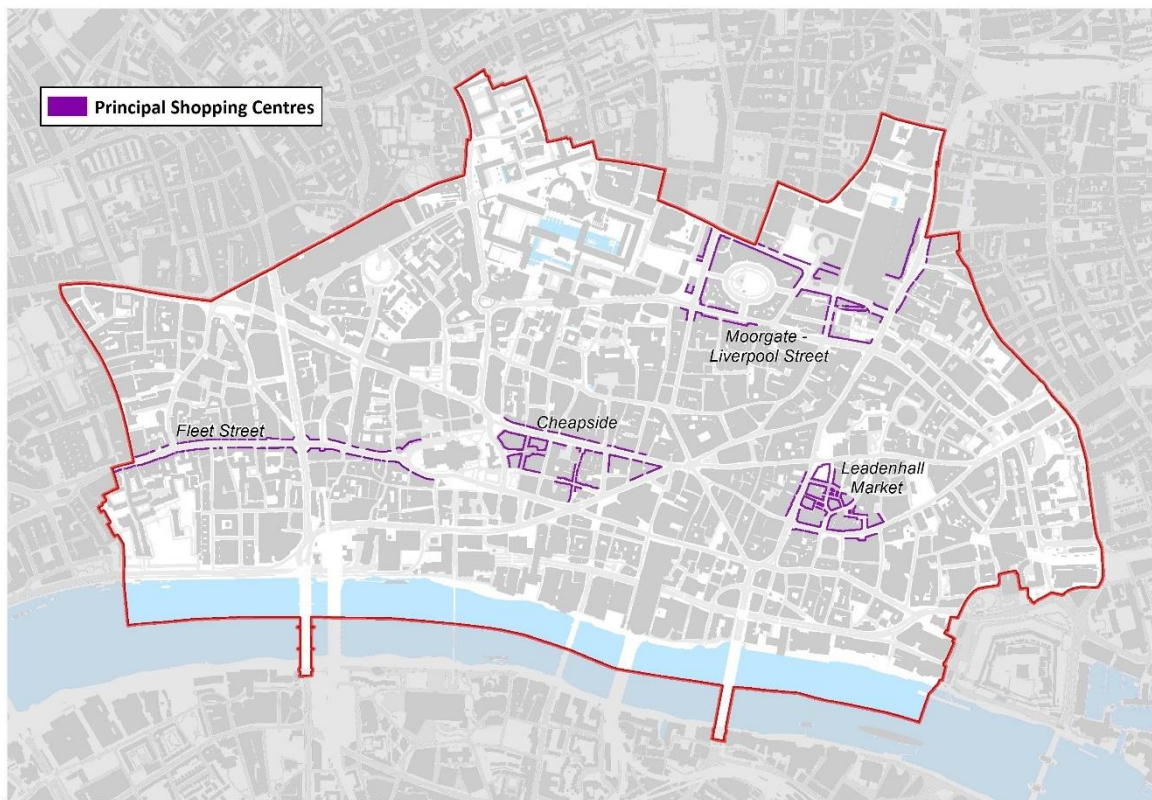 Principal Shopping Centres
Moorgate -
Liverpool Street
Cheapside
Fleet Street
Leadenhall
Market